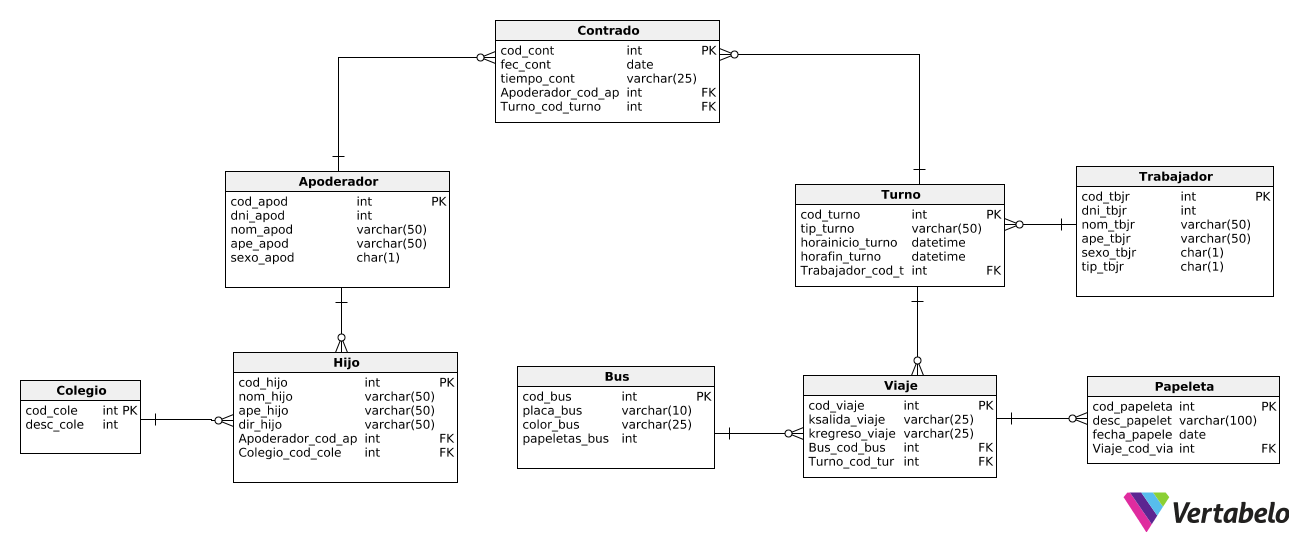 Contrado
cod_cont int PK
fec_cont date
tiempo_cont varchar(25)
Apoderador_cod_ap int FK
Turno_cod_turno int FK
Apoderador
cod_apod int PK
dni_apod int
nom_apod varchar(50)
ape_apod varchar(50)
sexo_apod char(1)
Turno
cod_turno int PK
tip_turno varchar(50)
horainicio_turno datetime
horafin_turno datetime
Trabajador_cod_t int FK
Trabajador
cod_tbjr int PK
dni_tbjr int
nom_tbjr varchar(50)
ape_tbjr varchar(50)
sexo_tbjr char(1)
tip_tbjr char(1)
Colegio
cod_cole int PK
desc_cole int
Hijo
cod_hijo int PK
nom_hijo varchar(50)
ape_hijo varchar(50)
dir_hijo varchar(50)
Apoderador_cod_ap int FK
Colegio_cod_cole int FK
Bus
cod_bus int PK
placa_bus varchar(10)
color_bus varchar(25)
papeletas_bus int
Viaje
cod_viaje int PK
ksalida_viaje varchar(25)
kregreso_viaje varchar(25)
Bus_cod_bus int FK
Turno_cod_tur int FK
Papeleta
cod_papeleta int PK
desc_papelet varchar(100)
fecha_papele date
Viaje_cod_via int FK
Vertabelo